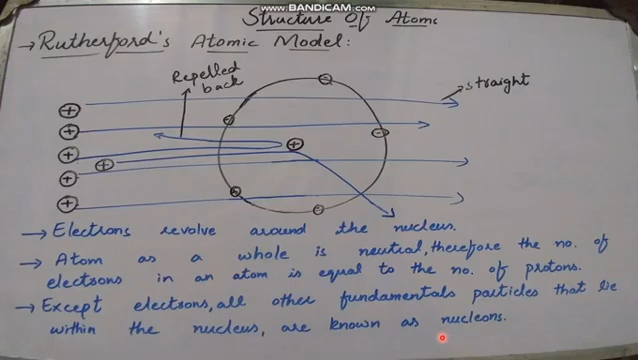 WWW.BANDICAM.COM
Structure Of Atoms
→ Rutherford's Atomic Model:
Repelled back
straight
→ Electrons revolve around the nucleus.
→ Atom as a whole is neutral, therefore the no. of
electrons in an atom is equal to the no. of protons.
→ Except electrons, all other fundamentals particles that lie
within the nucleus, are known as nucleons.